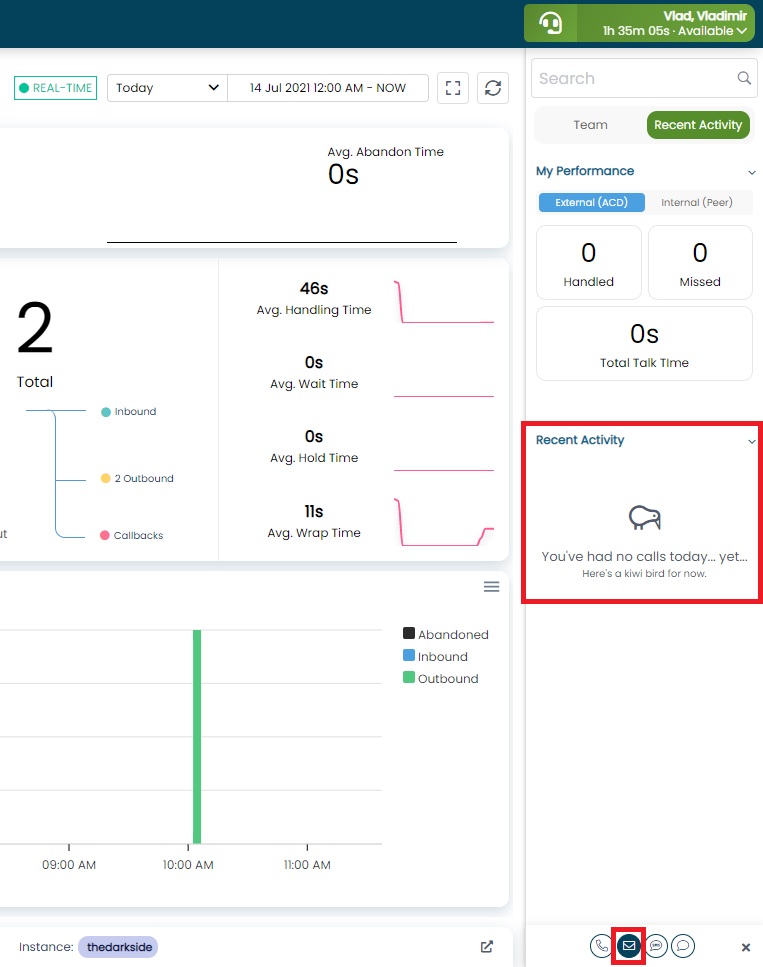 Vlad, Vladimir
1h 35m 05s · Available
REAL-TIME
Today
14 Jul 2021 12:00 AM - NOW
Search
Team
Recent Activity
My Performance
External (ACD)
Internal (Peer)
0
Handled
0
Missed
0s
Total Talk TIme
Recent Activity
You've had no calls today... yet...
Here's a kiwi bird for now.
Avg. Abandon Time
0s
2
Total
Inbound
2 Outbound
Callbacks
46s
Avg. Handling Time
0s
Avg. Wait Time
0s
Avg. Hold Time
11s
Avg. Wrap Time
Abandoned
Inbound
Outbound
09:00 AM
10:00 AM
11:00 AM
Instance: thedarkside